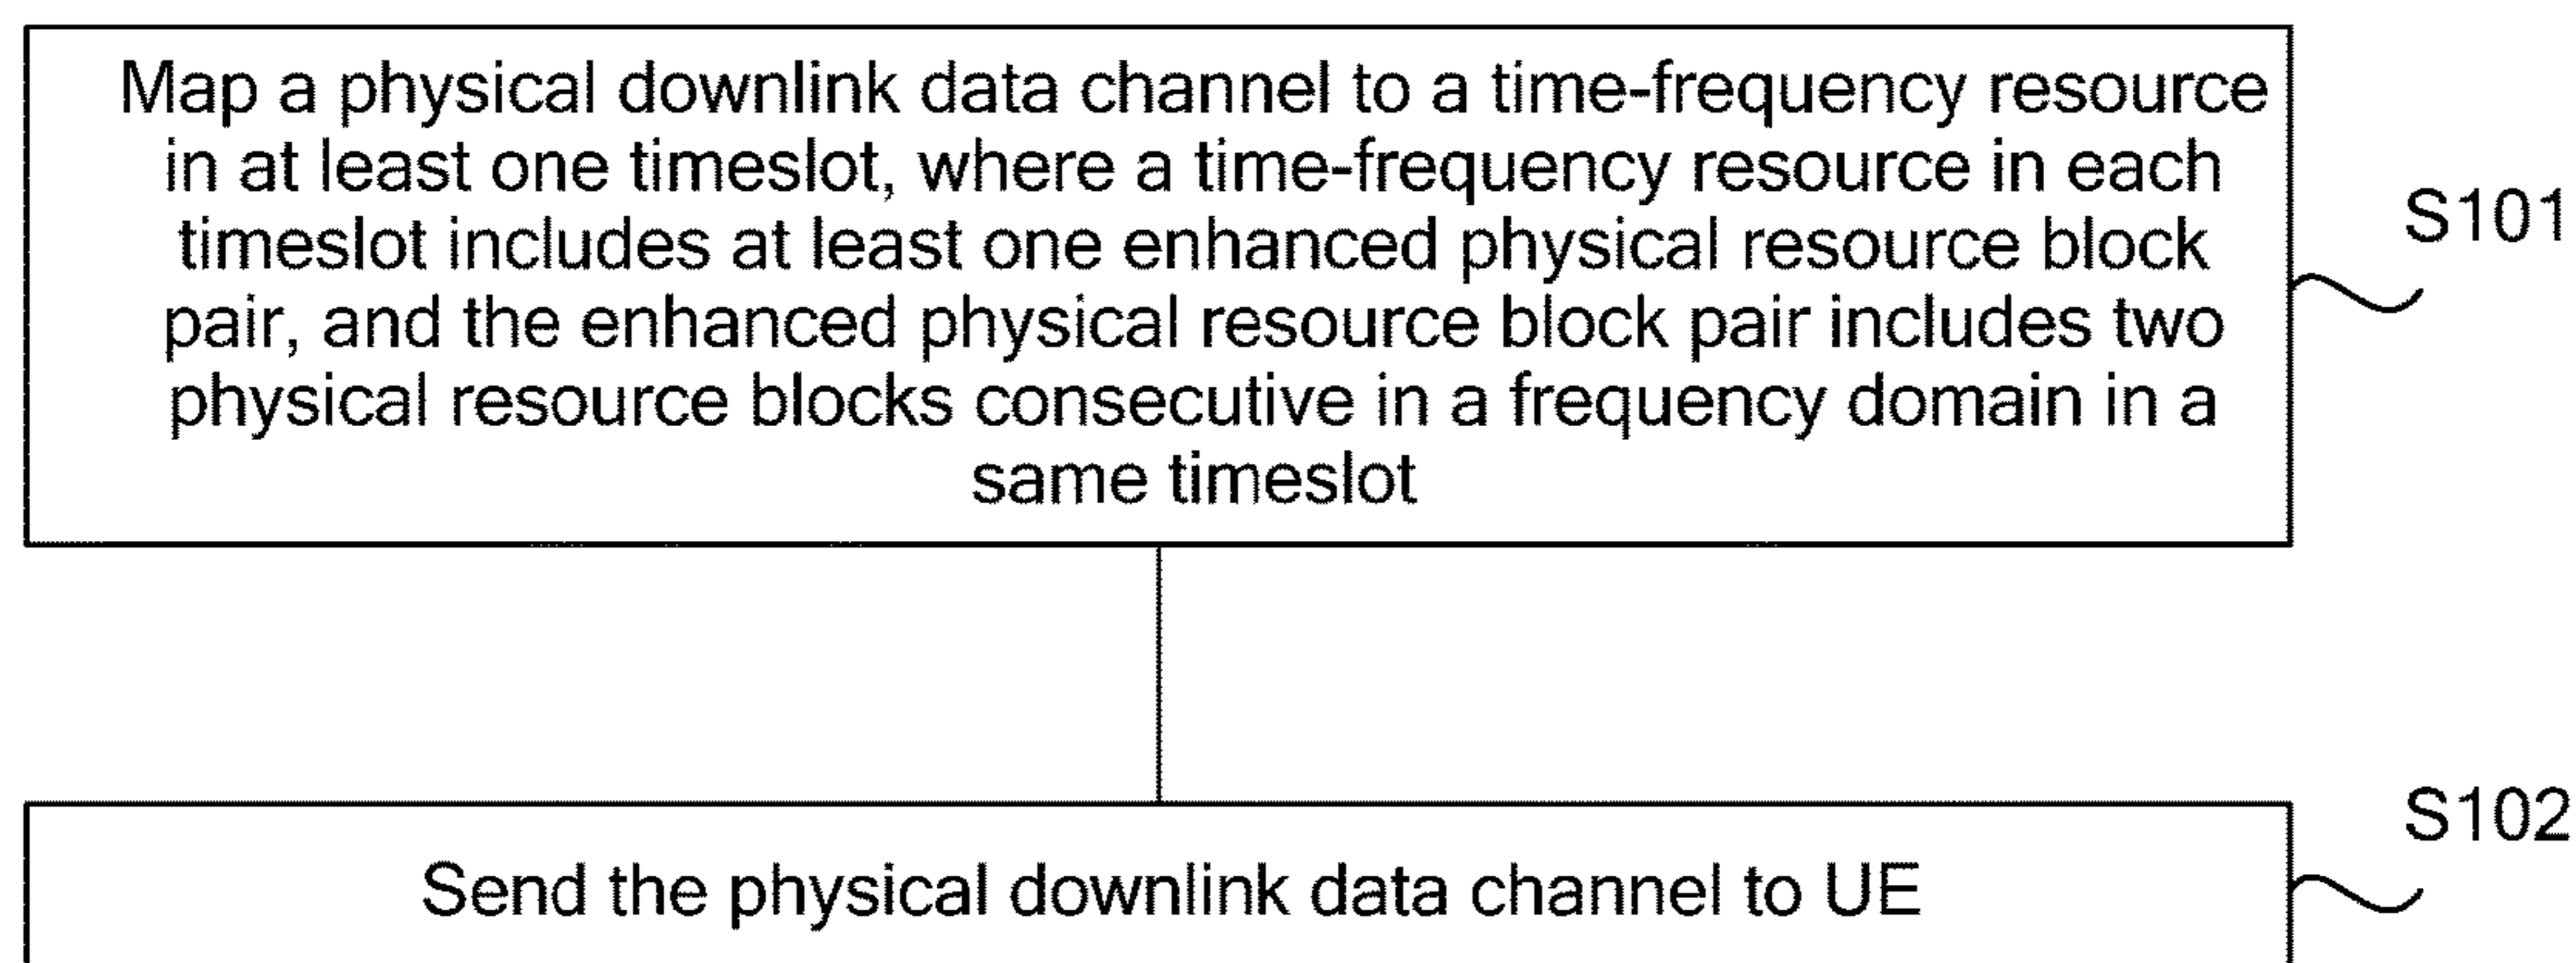 Map a physical downlink data channel to a time-frequency resource
in at least one timeslot, where a time-frequency resource in each
timeslot includes at least one enhanced physical resource block
pair, and the enhanced physical resource block pair includes two
physical resource blocks consecutive in a frequency domain in a
same timeslot
S101
Send the physical downlink data channel to UE
S102